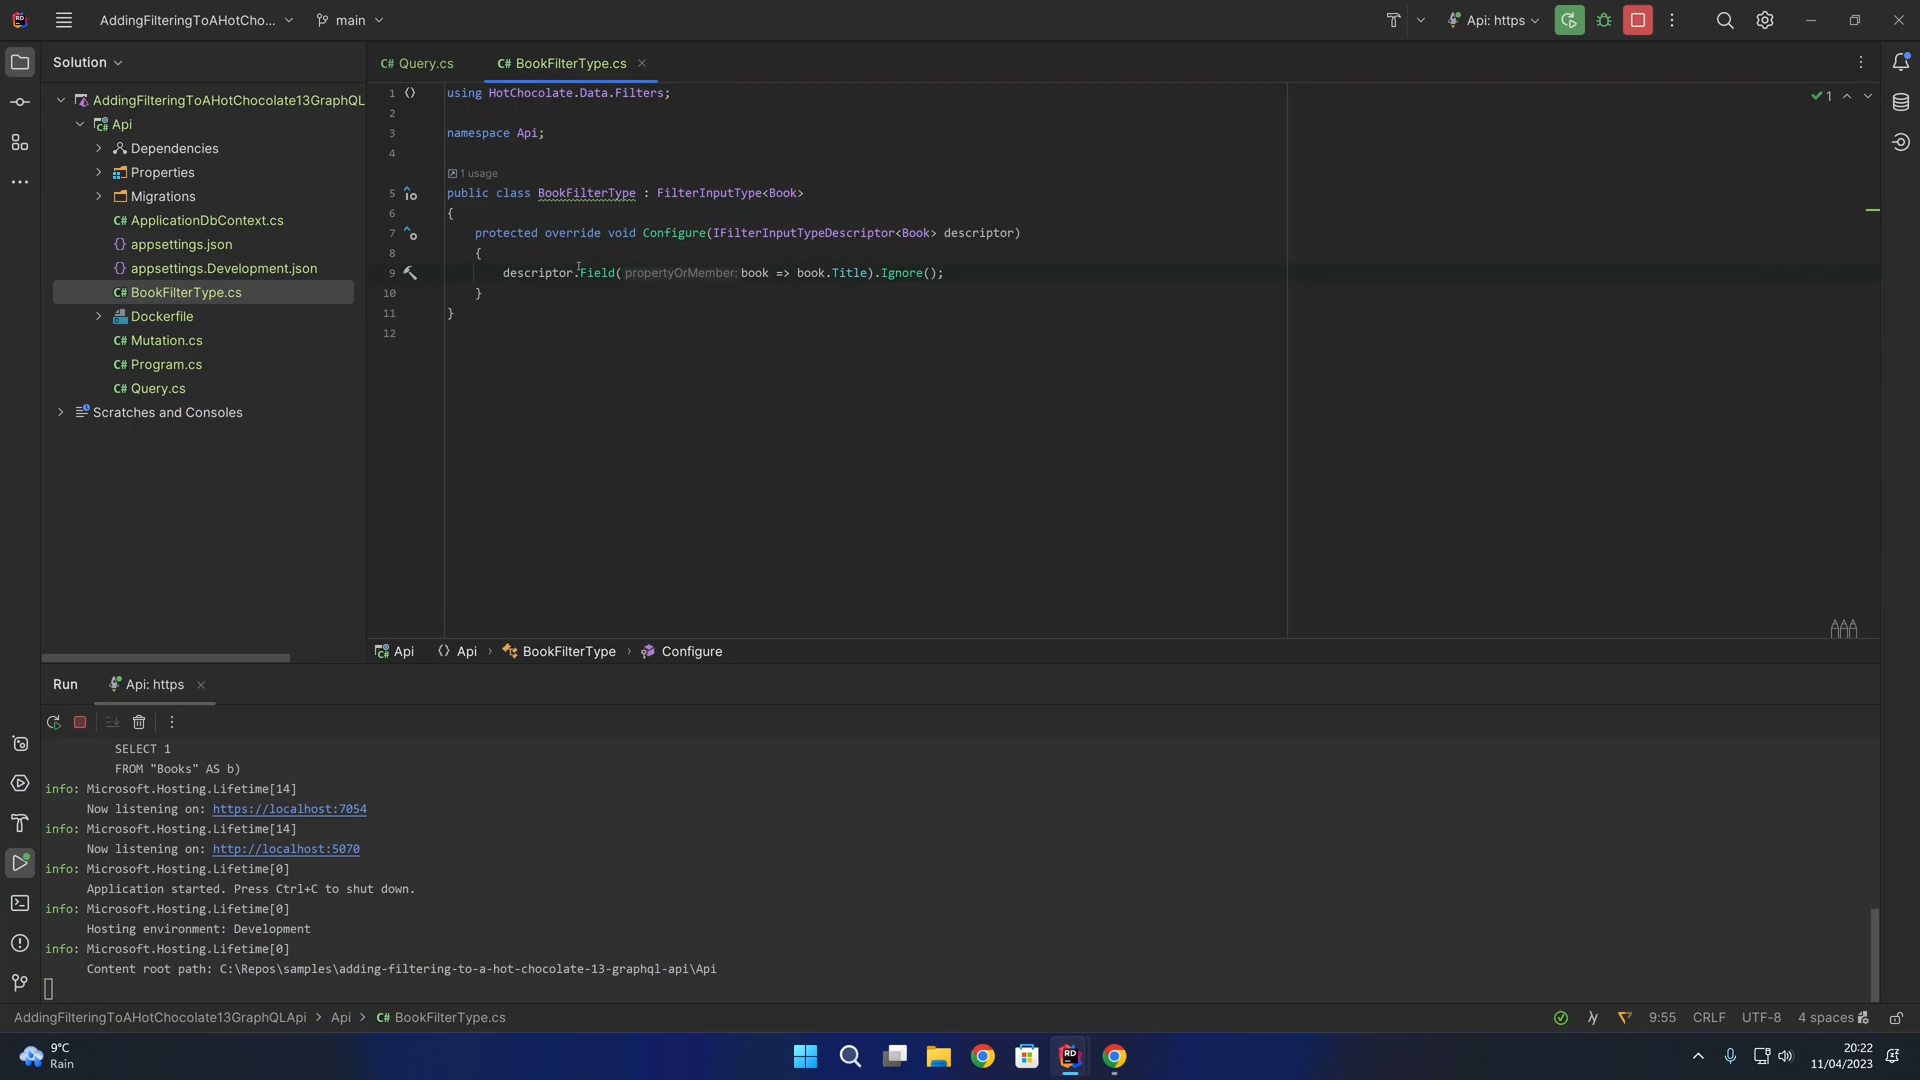 AddingFilteringToAHotCho...
main
Api: https
Solution
C# Query.cs
C# BookFilterType.cs
AddingFilteringToAHotChocolate13GraphQL
Api
Dependencies
Properties
Migrations
C# ApplicationDbContext.cs
{} appsettings.json
{} appsettings.Development.json
C# BookFilterType.cs
Dockerfile
C# Mutation.cs
C# Program.cs
C# Query.cs
Scratches and Consoles
1 using HotChocolate.Data.Filters;
2
3 namespace Api;
4
1 usage
5 public class BookFilterType : FilterInputType<Book>
6 {
7 protected override void Configure(IFilterInputTypeDescriptor<Book> descriptor)
8 {
9 descriptor.Field( propertyOrMember: book => book.Title).Ignore();
10 }
11 }
12
1
Api Api > BookFilterType > Configure
Run
Api: https
SELECT 1
FROM "Books" AS b)
info: Microsoft.Hosting.Lifetime[14]
Now listening on: https://localhost:7054
info: Microsoft.Hosting.Lifetime[14]
Now listening on: http://localhost:5070
info: Microsoft.Hosting.Lifetime[0]
Application started. Press Ctrl+C to shut down.
info: Microsoft.Hosting.Lifetime[0]
Hosting environment: Development
info: Microsoft.Hosting.Lifetime[0]
Content root path: C:\Repos\samples\adding-filtering-to-a-hot-chocolate-13-graphql-api\Api
AddingFilteringToAHotChocolate13GraphQLApi > Api > C# BookFilterType.cs
9:55 CRLF UTF-8 4 spaces
9°C
Rain
20:22
11/04/2023